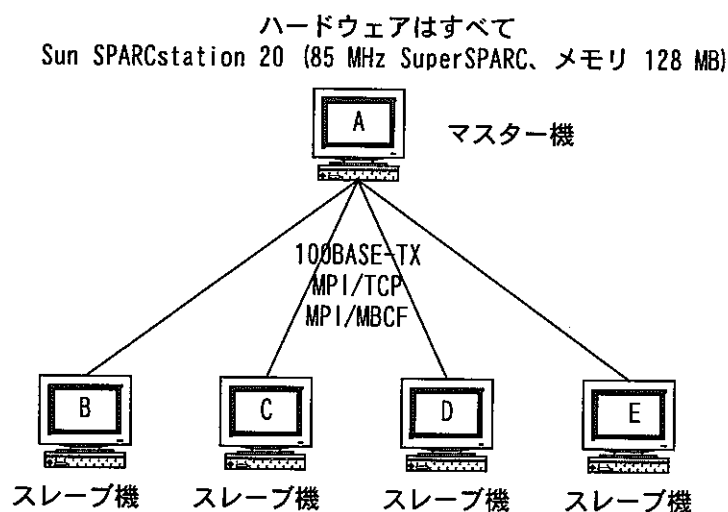 ハードウェアはすべて
Sun SPARCstation 20 (85 MHz SuperSPARC、メモリ 128 MB)
A
マスター機
100BASE-TX
MPI/TCP
MPI/MBCF
B
C
D
E
スレーブ機
スレーブ機
スレーブ機
スレーブ機